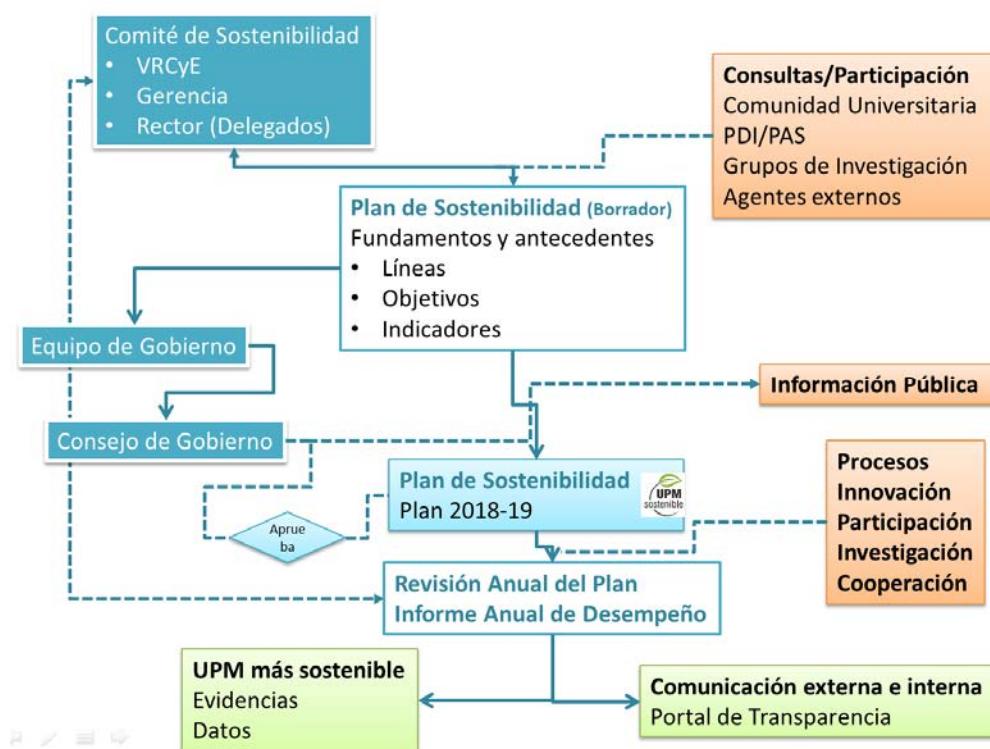 Comité de Sostenibilidad
• VRCyE
• Gerencia
• Rector (Delegados)
Consultas/Participación
Comunidad Universitaria
PDI/PAS
Grupos de Investigación
Agentes externos
Plan de Sostenibilidad (Borrador)
Fundamentos y antecedentes
• Líneas
• Objetivos
• Indicadores
Equipo de Gobierno
Información Pública
Consejo de Gobierno
Plan de Sostenibilidad
Plan 2018-19
UPM
sostenible
Aprue
ba
Procesos
Innovación
Participación
Investigación
Cooperación
Revisión Anual del Plan
Informe Anual de Desempeño
UPM más sostenible
Evidencias
Datos
Comunicación externa e interna
Portal de Transparencia